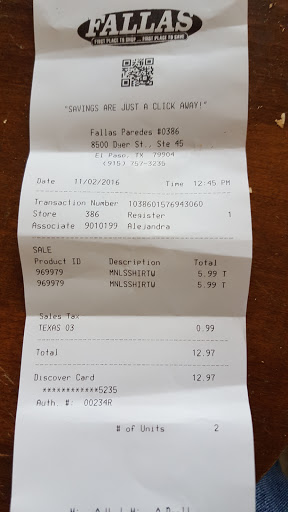 FALLAS
FIRST PLACE TO SHOP ... FIRST PLACE TO SAVE
"SAVINGS ARE JUST A CLICK AWAY!"
Fallas Paredes #0386
8500 Dyer St., Ste 45
El Paso, TX 79904
(915) 757-3235
Date 11/02/2016 Time 12:45 PM
Transaction Number 1038601576943060
Store 386 Register 1
Associate 9010199 Alejandra
SALE
Product ID Description Total
969979 MNLSSHIRTW 5.99 T
969979 MNLSSHIRTW 5.99 T
Sales Tax
TEXAS 03 0.99
Total 12.97
Discover Card 12.97
************5235
Auth. #: 00234R
# of Units 2